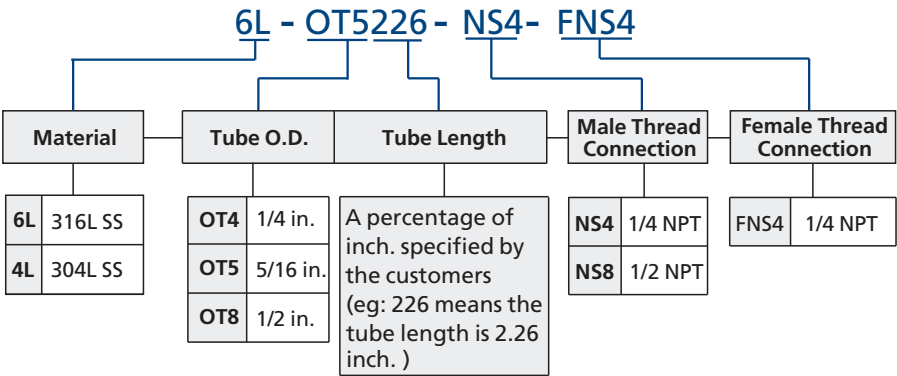 6L - OT5226 - NS4 - FNS4
Material
Tube O.D.
Tube Length
Male Thread
Connection
Female Thread
Connection
6L 316L SS
4L 304L SS
OT4 1/4 in.
OT5 5/16 in.
OT8 1/2 in.
A percentage of
inch. specified by
the customers
(eg: 226 means the
tube length is 2.26
inch. )
NS4 1/4 NPT
NS8 1/2 NPT
FNS4 1/4 NPT